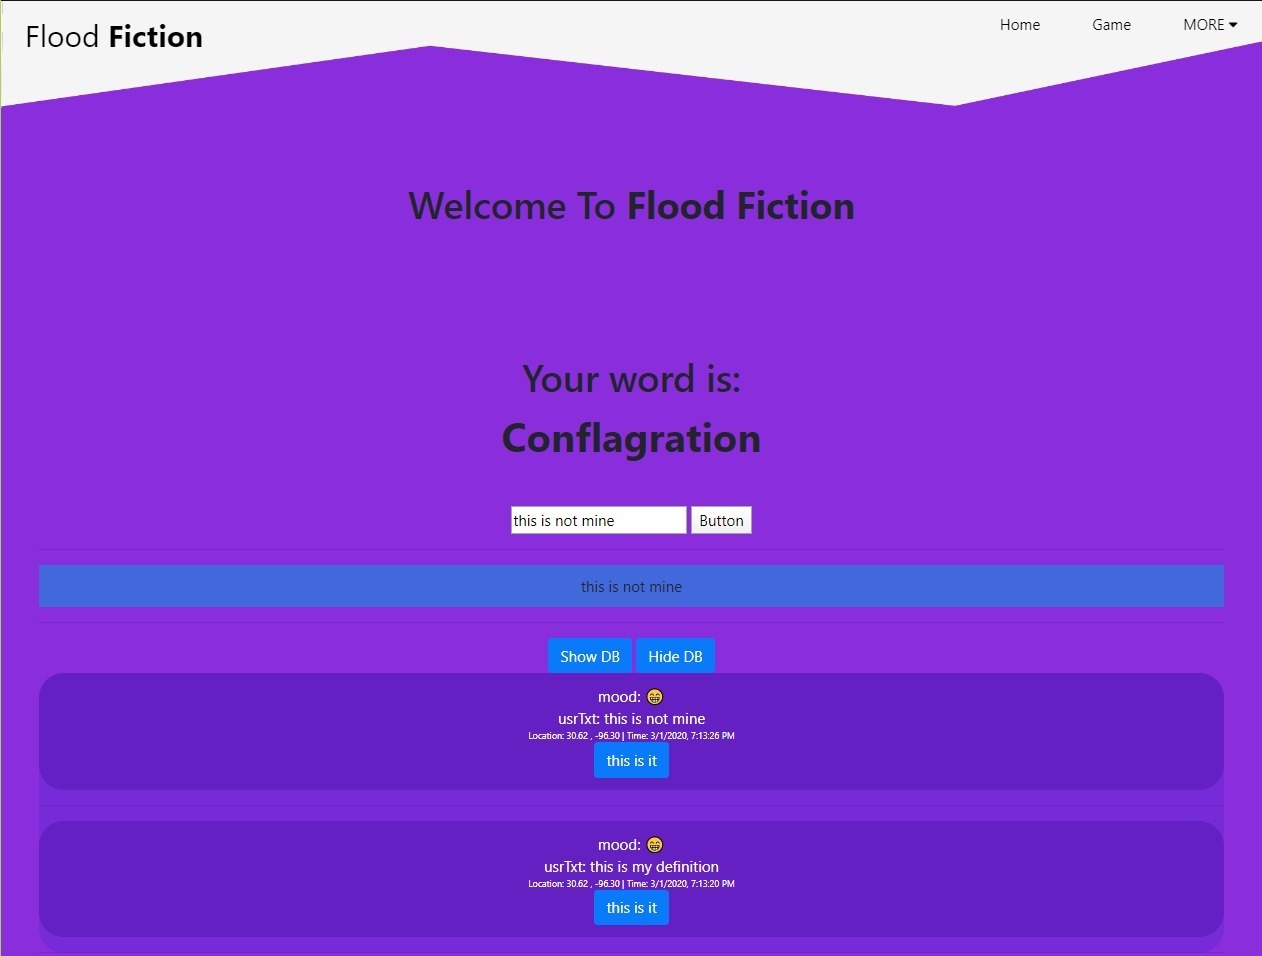 Flood Fiction
Home Game MORE
Welcome To Flood Fiction
Your word is:
Conflagration
this is not mine Button
this is not mine
Show DB Hide DB
mood: 😁
usrTxt: this is not mine
Location: 30.62 , -96.30 | Time: 3/1/2020, 7:13:26 PM
this is it
mood: 😁
usrTxt: this is my definition
Location: 30.62 , -96.30 | Time: 3/1/2020, 7:13:20 PM
this is it